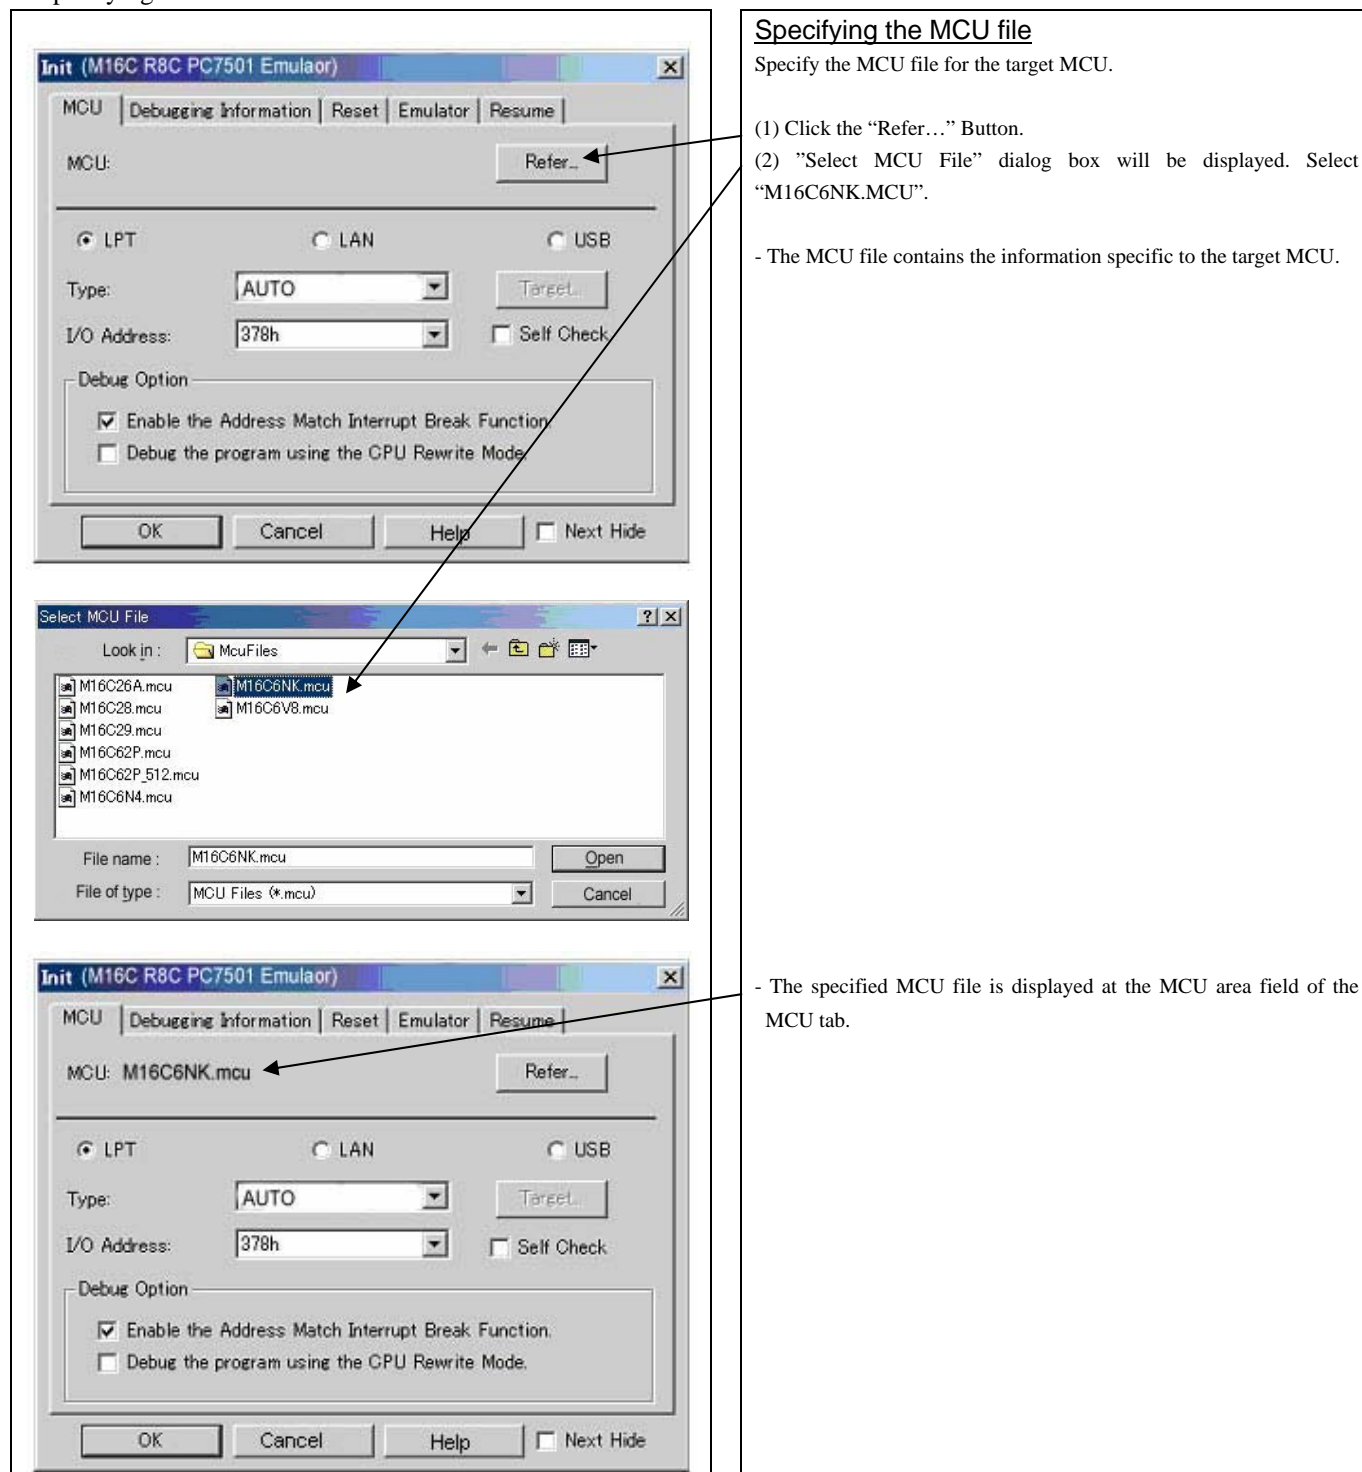 Init (M16C R8C PC7501 Emulaor)
MCU Debugging Information Reset Emulator Resume
MCU: Refer...
LPT LAN USB
Type: AUTO Target...
I/O Address: 378h Self Check
Debug Option
Enable the Address Match Interrupt Break Function.
Debug the program using the CPU Rewrite Mode.
OK Cancel Help Next Hide
Select MCU File
Look in : McuFiles
M16C26A.mcu M16C6NK.mcu
M16C28.mcu M16C6V8.mcu
M16C29.mcu
M16C62P.mcu
M16C62P_512.mcu
M16C6N4.mcu
File name : M16C6NK.mcu Open
File of type : MCU Files (*.mcu) Cancel
Init (M16C R8C PC7501 Emulaor)
MCU Debugging Information Reset Emulator Resume
MCU: M16C6NK.mcu Refer...
LPT LAN USB
Type: AUTO Target...
I/O Address: 378h Self Check
Debug Option
Enable the Address Match Interrupt Break Function.
Debug the program using the CPU Rewrite Mode.
OK Cancel Help Next Hide
Specifying the MCU file
Specify the MCU file for the target MCU.
(1) Click the “Refer…” Button.
(2) ”Select MCU File” dialog box will be displayed. Select
“M16C6NK.MCU”.
- The MCU file contains the information specific to the target MCU.
- The specified MCU file is displayed at the MCU area field of the
MCU tab.